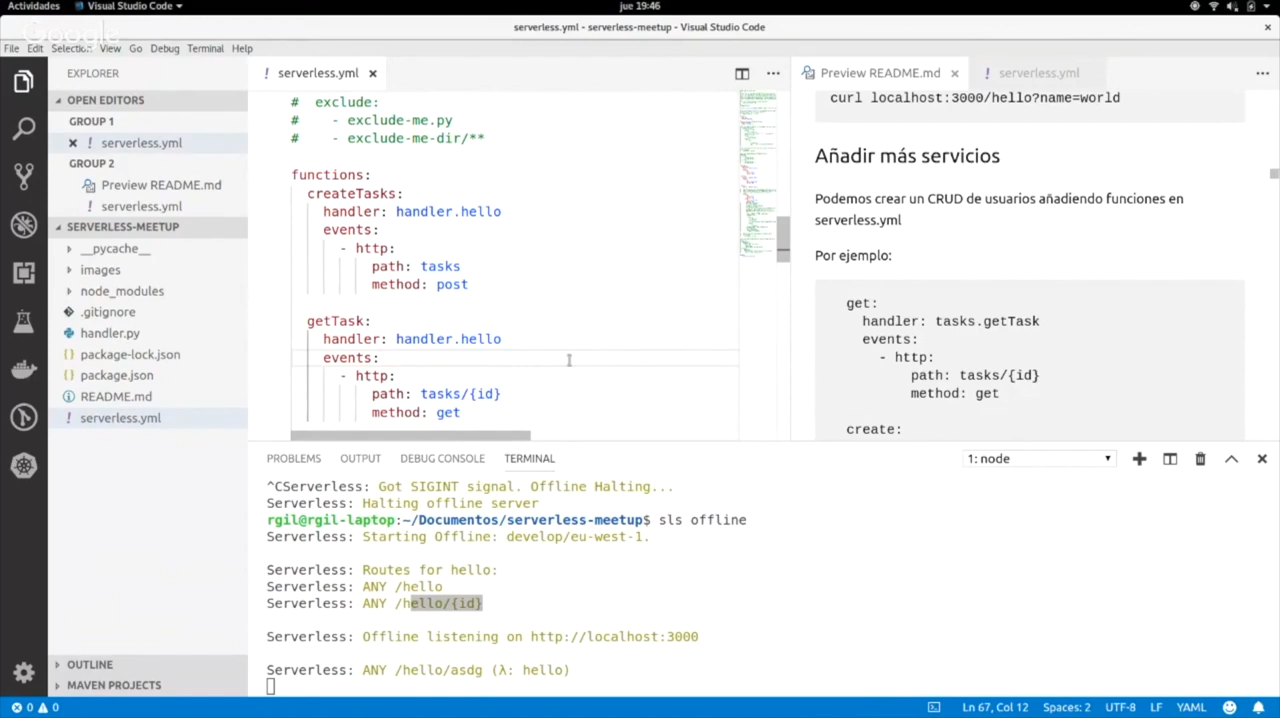 Actividades
Visual Studio Code
jue 19:46
serverless.yml - serverless-meetup - Visual Studio Code
Google
File Edit Selectic View Go Debug Terminal Help
EXPLORER
OPEN EDITORS
GROUP 1
serverless.yml
GROUP 2
Preview README.md
serverless.yml
ERLESS-MEETUP
pycache
images
node_modules
.gitignore
handler.py
package-lock.json
package.json
README.md
serverless.yml
OUTLINE
MAVEN PROJECTS
serverless.yml
# exclude:
# - exclude-me.py
# - exclude-me-dir/**
functions:
createTasks:
handler: handler.hello
events:
- http:
path: tasks
method: post
getTask:
handler: handler.hello
events:
- http:
path: tasks/{id}
method: get
Preview README.md
serverless.yml
curl localhost:3000/hell?name=world
Añadir más servicios
Podemos crear un CRUD de usuarios añadiendo funciones en
serverless.yml
Por ejemplo:
get:
handler: tasks.getTask
events:
- http:
path: tasks/{id}
method: get
create:
PROBLEMS OUTPUT DEBUG CONSOLE TERMINAL
1: node
^CServerless: Got SIGINT signal. Offline Halting...
Serverless: Halting offline server
rgil@rgil-laptop:~/Documentos/serverless-meetup$ sls offline
Serverless: Starting Offline: develop/eu-west-1.
Serverless: Routes for hello:
Serverless: ANY /hello
Serverless: ANY /hello/{id}
Serverless: Offline listening on http://localhost:3000
Serverless: ANY /hello/asdg (λ: hello)
0 0
Ln 67, Col 12 Spaces: 2 UTF-8 LF YAML